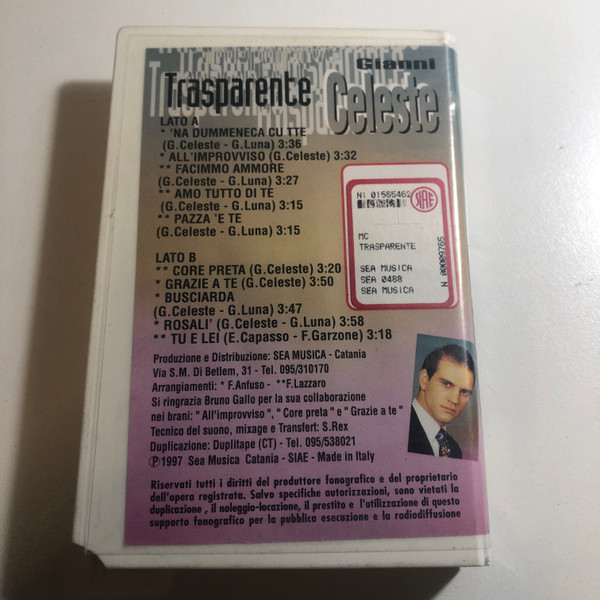 Gianni
Trasparente Celeste
LATO A
* 'NA DUMMENECA CU TTE
(G.Celeste - G.Luna) 3:36
* ALL'IMPROVVISO (G.Celeste) 3:32
** FACIMMO AMMORE
(G.Celeste - G.Luna) 3:27
** AMO TUTTO DI TE
(G.Celeste - G.Luna) 3:15
** PAZZA 'E TE
(G.Celeste - G.Luna) 3:15
LATO B
** CORE PRETA (G.Celeste) 3:20
* GRAZIE A TE (G.Celeste) 3:50
* BUSCIARDA
(G.Celeste - G.Luna) 3:47
* ROSALI' (G.Celeste - G.Luna) 3:58
** TU E LEI (E.Capasso - F.Garzone) 3:18
MC
TRASPARENTE
SEA MUSICA
SEA 0488
SEA MUSICA
Produzione e Distribuzione: SEA MUSICA - Catania
Via S.M. Di Betlem, 31 - Tel. 095/310170
Arrangiamenti: * F.Anfuso - **F.Lazzaro
Si ringrazia Bruno Gallo per la sua collaborazione
nei brani: " All'improvviso ", " Core preta " e " Grazie a te "
Tecnico del suono, mixage e Transfert: S.Rex
Duplicazione: Duplitape (CT) - Tel. 095/538021
Ⓟ1997 Sea Musica Catania - SIAE - Made in Italy
Riservati tutti i diritti del produttore fonografico e del proprietario
dell'opera registrata. Salvo specifiche autorizzazioni, sono vietati la
duplicazione , il noleggio-locazione, il prestito e l'utilizzazione di questo
supporto fonografico per la pubblica esecuzione e la radiodiffusione